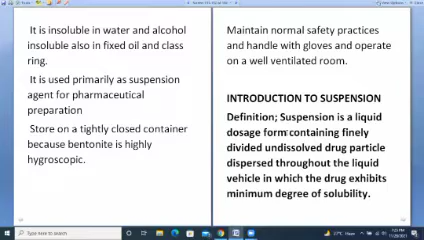 It is insoluble in water and alcohol
insoluble also in fixed oil and class
ring.
It is used primarily as suspension
agent for pharmaceutical
preparation
Store on a tightly closed container
because bentonite is highly
hygroscopic.
Maintain normal safety practices
and handle with gloves and operate
on a well ventilated room.
INTRODUCTION TO SUSPENSION
Definition; Suspension is a liquid
dosage form containing finely
divided undissolved drug particle
dispersed throughout the liquid
vehicle in which the drug exhibits
minimum degree of solubility.
Type here to search